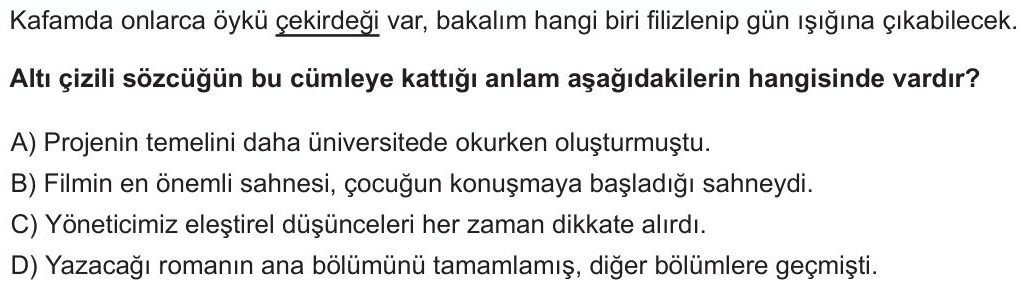 Kafamda onlarca öykü çekirdeği var, bakalım hangi biri filizlenip gün ışığına çıkabilecek.
Altı çizili sözcüğün bu cümleye kattığı anlam aşağıdakilerin hangisinde vardır?
A) Projenin temelini daha üniversitede okurken oluşturmuştu.
B) Filmin en önemli sahnesi, çocuğun konuşmaya başladığı sahneydi.
C) Yöneticimiz eleştirel düşünceleri her zaman dikkate alırdı.
D) Yazacağı romanın ana bölümünü tamamlamış, diğer bölümlere geçmişti.